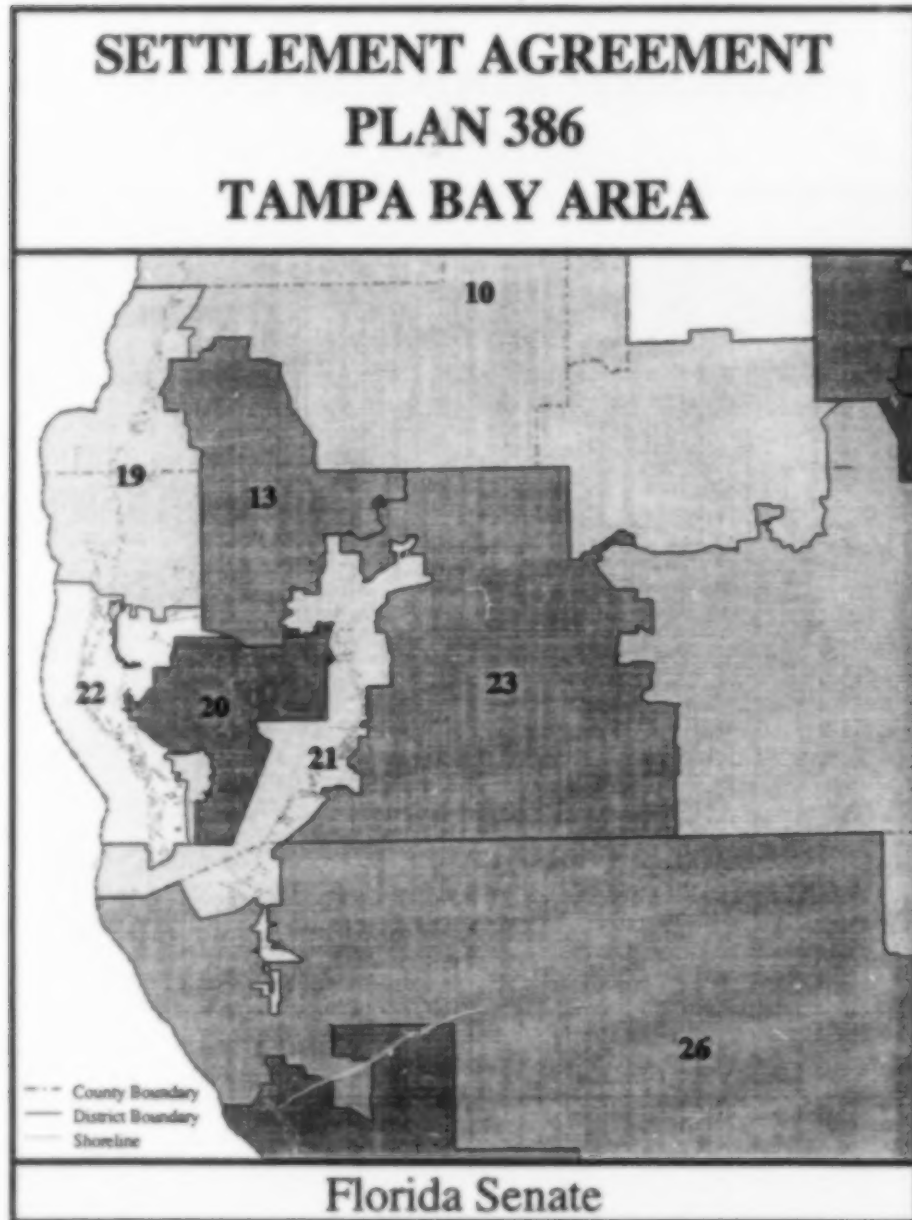 SETTLEMENT AGREEMENT
PLAN 386
TAMPA BAY AREA
10
19
13
22
20
23
21
26
County Boundary
District Boundary
Shoreline
Florida Senate